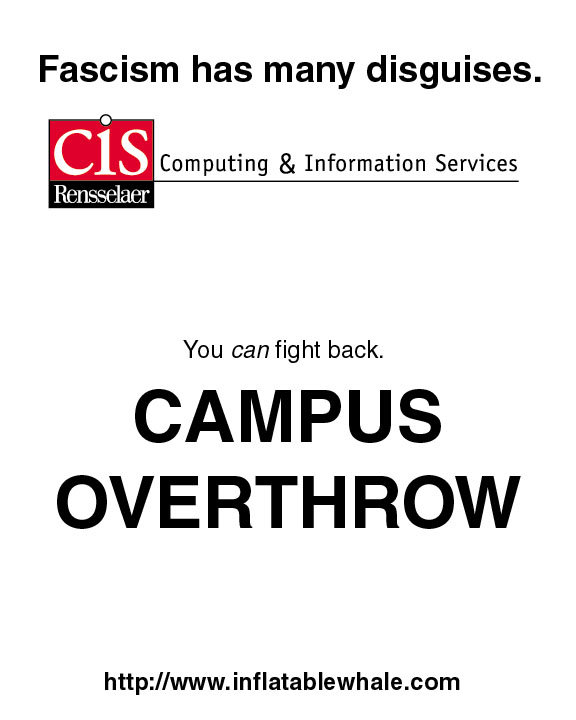 Fascism has many disguises.
CiS
Rensselaer
Computing & Information Services
You can fight back.
CAMPUS
OVERTHROW
http://www.inflatablewhale.com